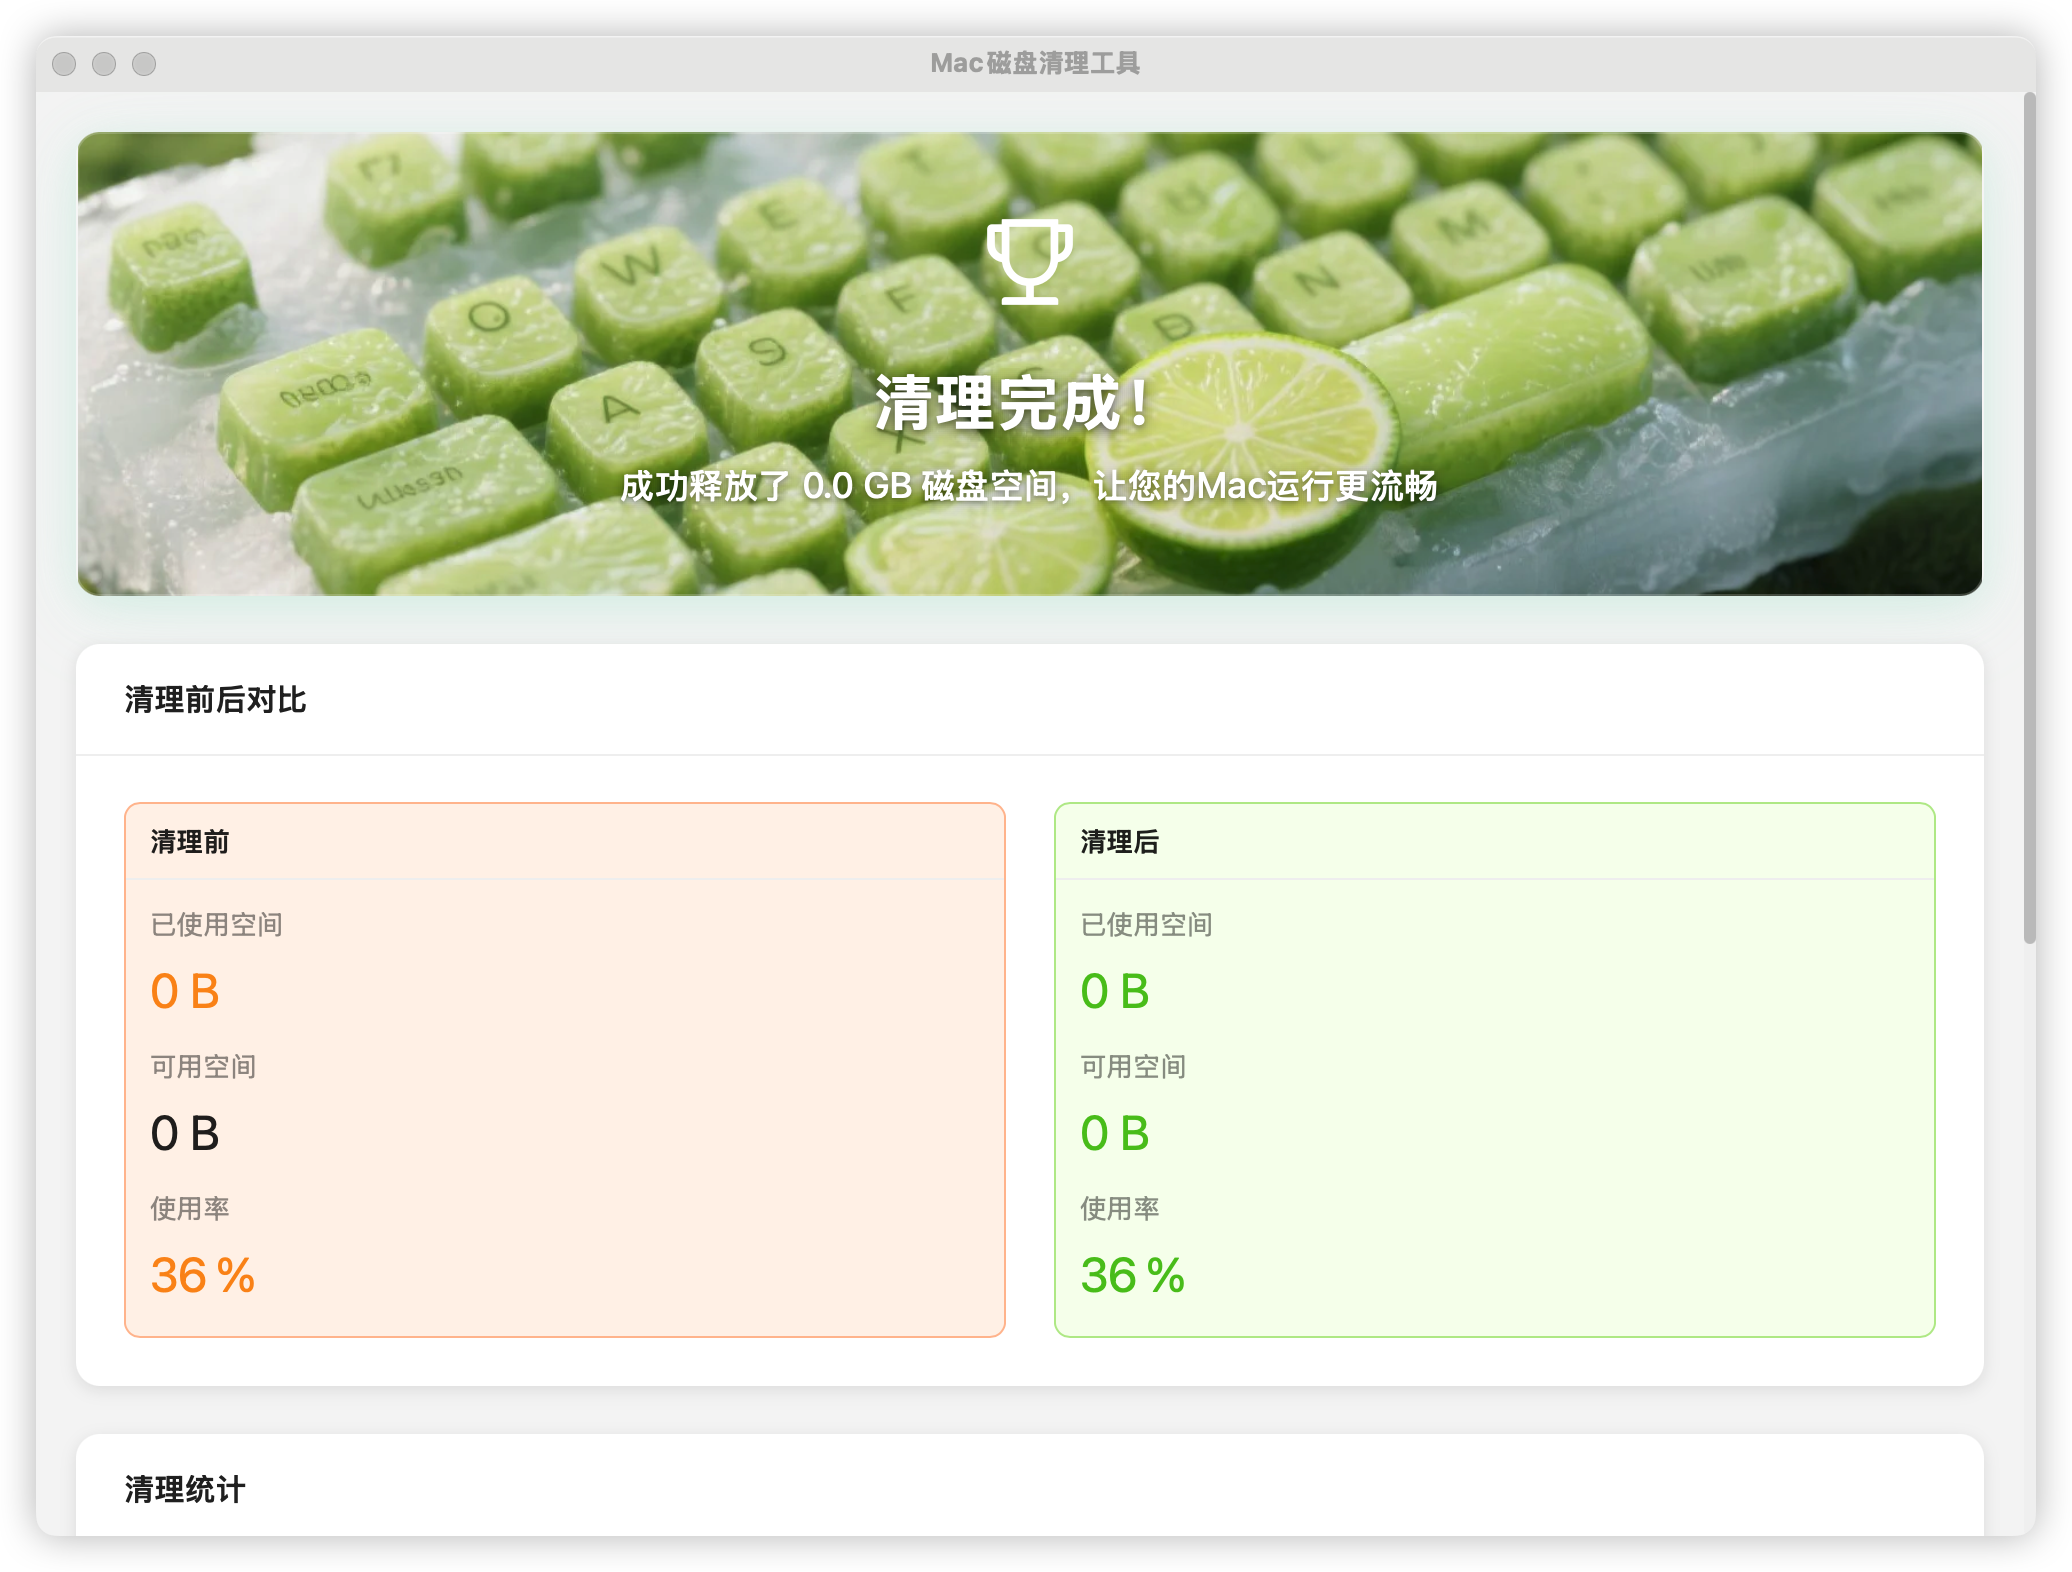 Mac磁盘清理工具
清理完成！
成功释放了 0.0 GB 磁盘空间，让您的Mac运行更流畅
清理前后对比
清理前
已使用空间
0 B
可用空间
0 B
使用率
36 %
清理后
已使用空间
0 B
可用空间
0 B
使用率
36 %
清理统计